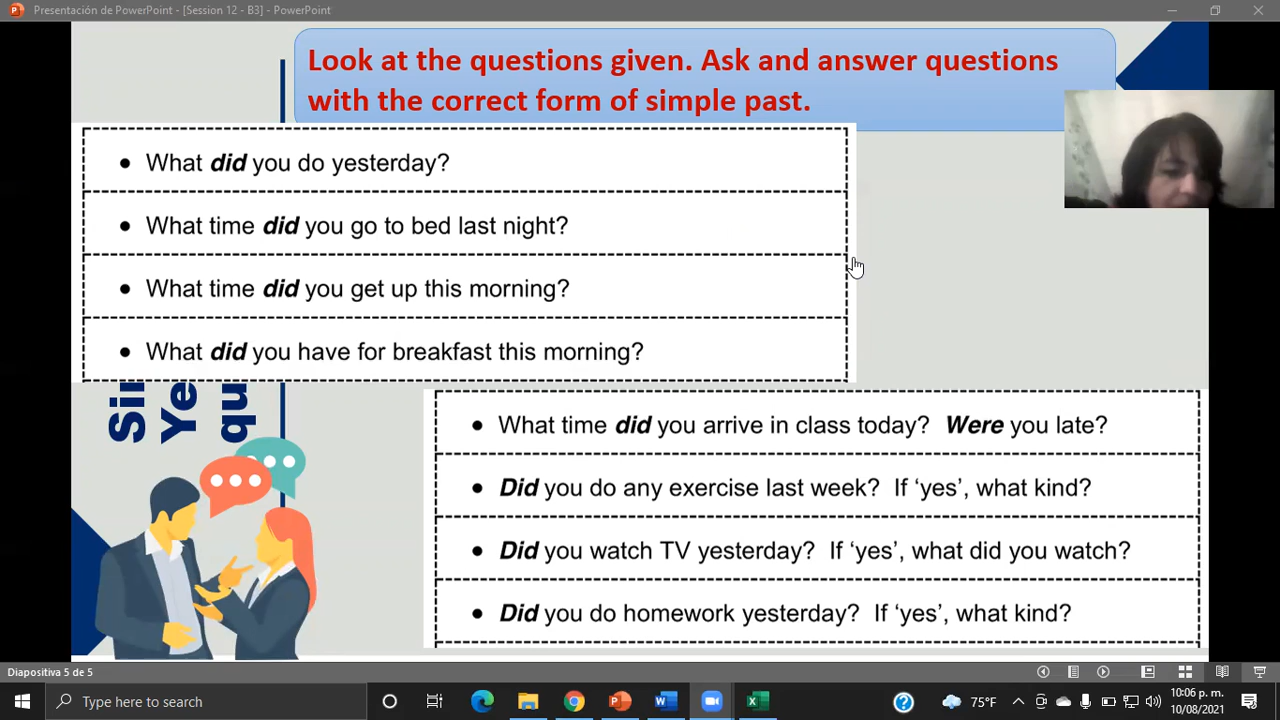 Presentación de PowerPoint - [Session 12 - B3] - PowerPoint
Look at the questions given. Ask and answer questions
with the correct form of simple past.
• What did you do yesterday?
• What time did you go to bed last night?
• What time did you get up this morning?
• What did you have for breakfast this morning?
• What time did you arrive in class today? Were you late?
• Did you do any exercise last week? If ‘yes’, what kind?
• Did you watch TV yesterday? If ‘yes’, what did you watch?
• Did you do homework yesterday? If ‘yes’, what kind?
Diapositiva 5 de 5
Type here to search
75°F
10:06 p. m.
10/08/2021